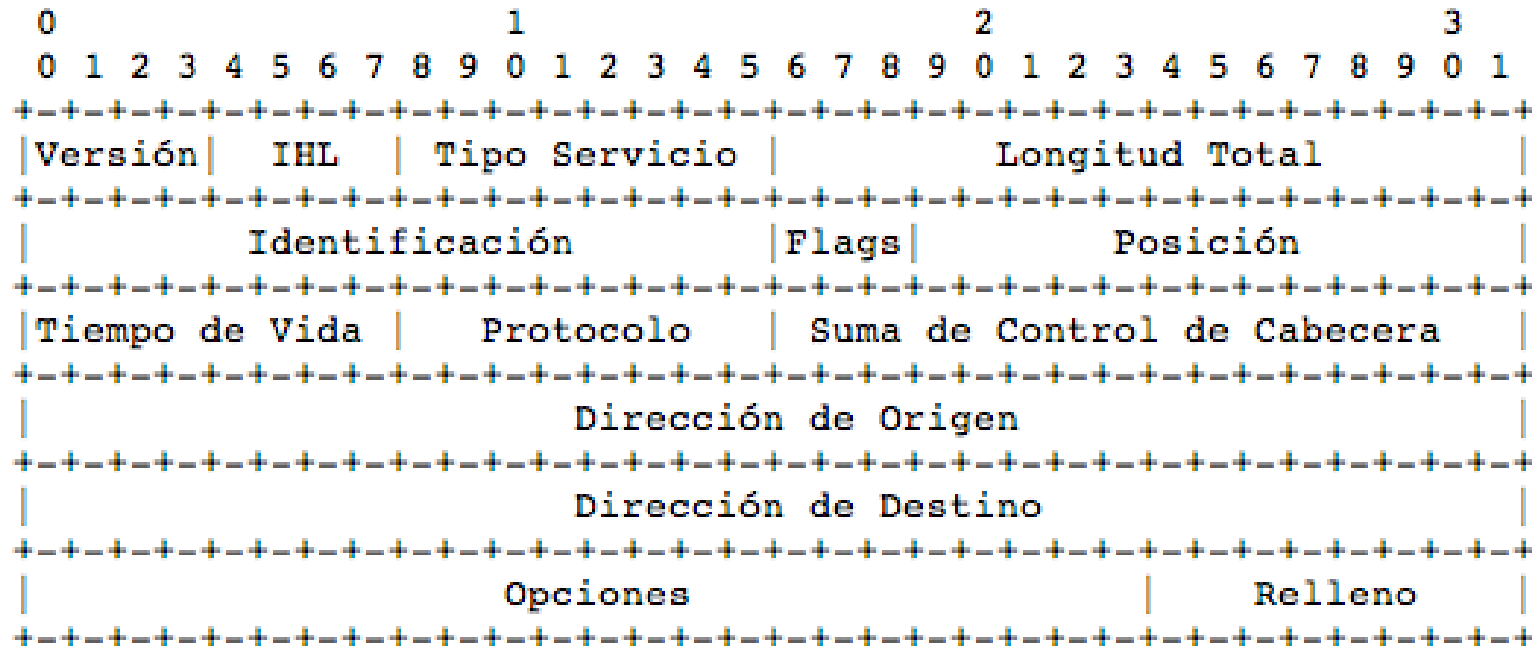 0                   1                   2                   3
 0 1 2 3 4 5 6 7 8 9 0 1 2 3 4 5 6 7 8 9 0 1 2 3 4 5 6 7 8 9 0 1
+-+-+-+-+-+-+-+-+-+-+-+-+-+-+-+-+-+-+-+-+-+-+-+-+-+-+-+-+-+-+-+-+
|Versión|  IHL  | Tipo Servicio |         Longitud Total        |
+-+-+-+-+-+-+-+-+-+-+-+-+-+-+-+-+-+-+-+-+-+-+-+-+-+-+-+-+-+-+-+-+
|         Identificación        |Flags|        Posición         |
+-+-+-+-+-+-+-+-+-+-+-+-+-+-+-+-+-+-+-+-+-+-+-+-+-+-+-+-+-+-+-+-+
|Tiempo de Vida |   Protocolo   | Suma de Control de Cabecera   |
+-+-+-+-+-+-+-+-+-+-+-+-+-+-+-+-+-+-+-+-+-+-+-+-+-+-+-+-+-+-+-+-+
|                       Dirección de Origen                     |
+-+-+-+-+-+-+-+-+-+-+-+-+-+-+-+-+-+-+-+-+-+-+-+-+-+-+-+-+-+-+-+-+
|                       Dirección de Destino                    |
+-+-+-+-+-+-+-+-+-+-+-+-+-+-+-+-+-+-+-+-+-+-+-+-+-+-+-+-+-+-+-+-+
|                    Opciones                   |    Relleno    |
+-+-+-+-+-+-+-+-+-+-+-+-+-+-+-+-+-+-+-+-+-+-+-+-+-+-+-+-+-+-+-+-+